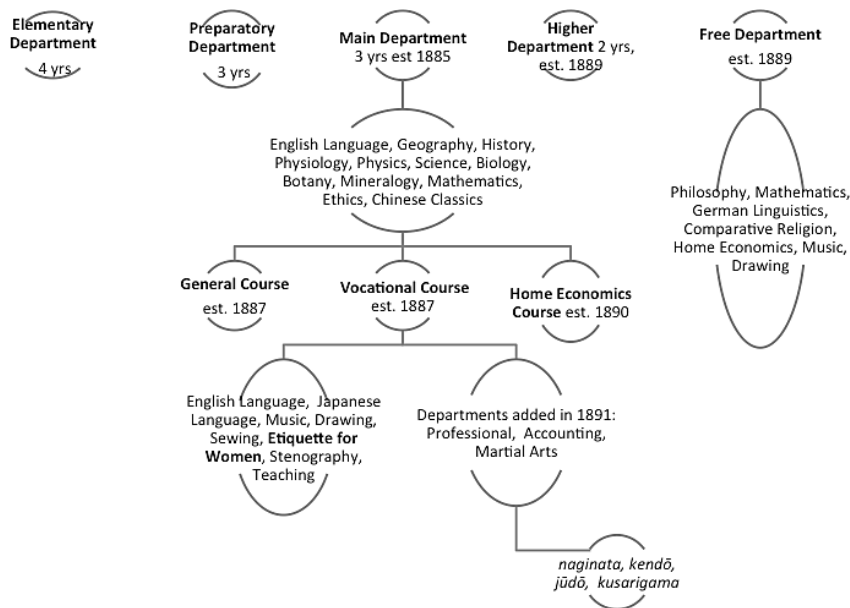 Elementary
Department
4 yrs
Preparatory
Department
3 yrs
Main Department
3 yrs est 1885
Higher
Department 2 yrs,
est. 1889
Free Department
est. 1889
English Language, Geography, History,
Physiology, Physics, Science, Biology,
Botany, Mineralogy, Mathematics,
Ethics, Chinese Classics
Philosophy, Mathematics,
German Linguistics,
Comparative Religion,
Home Economics, Music,
Drawing
General Course
est. 1887
Vocational Course
est. 1887
Home Economics
Course est. 1890
English Language, Japanese
Language, Music, Drawing,
Sewing, Etiquette for
Women, Stenography,
Teaching
Departments added in 1891:
Professional, Accounting,
Martial Arts
naginata, kendō,
jūdō, kusarigama